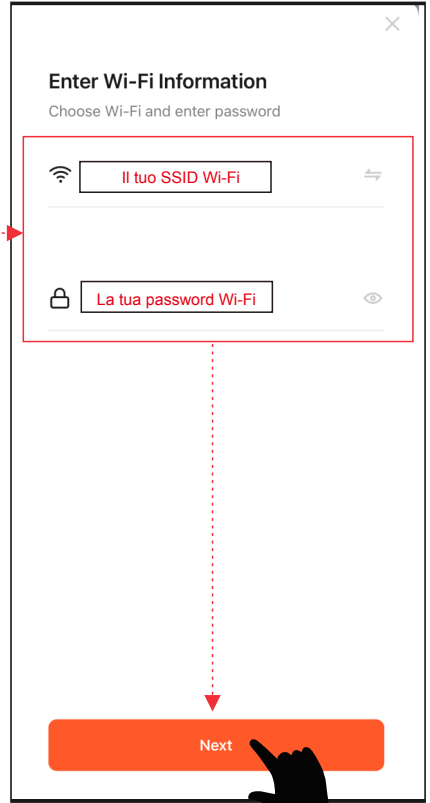 Enter Wi-Fi Information
Choose Wi-Fi and enter password
Il tuo SSID Wi-Fi
La tua password Wi-Fi
Next